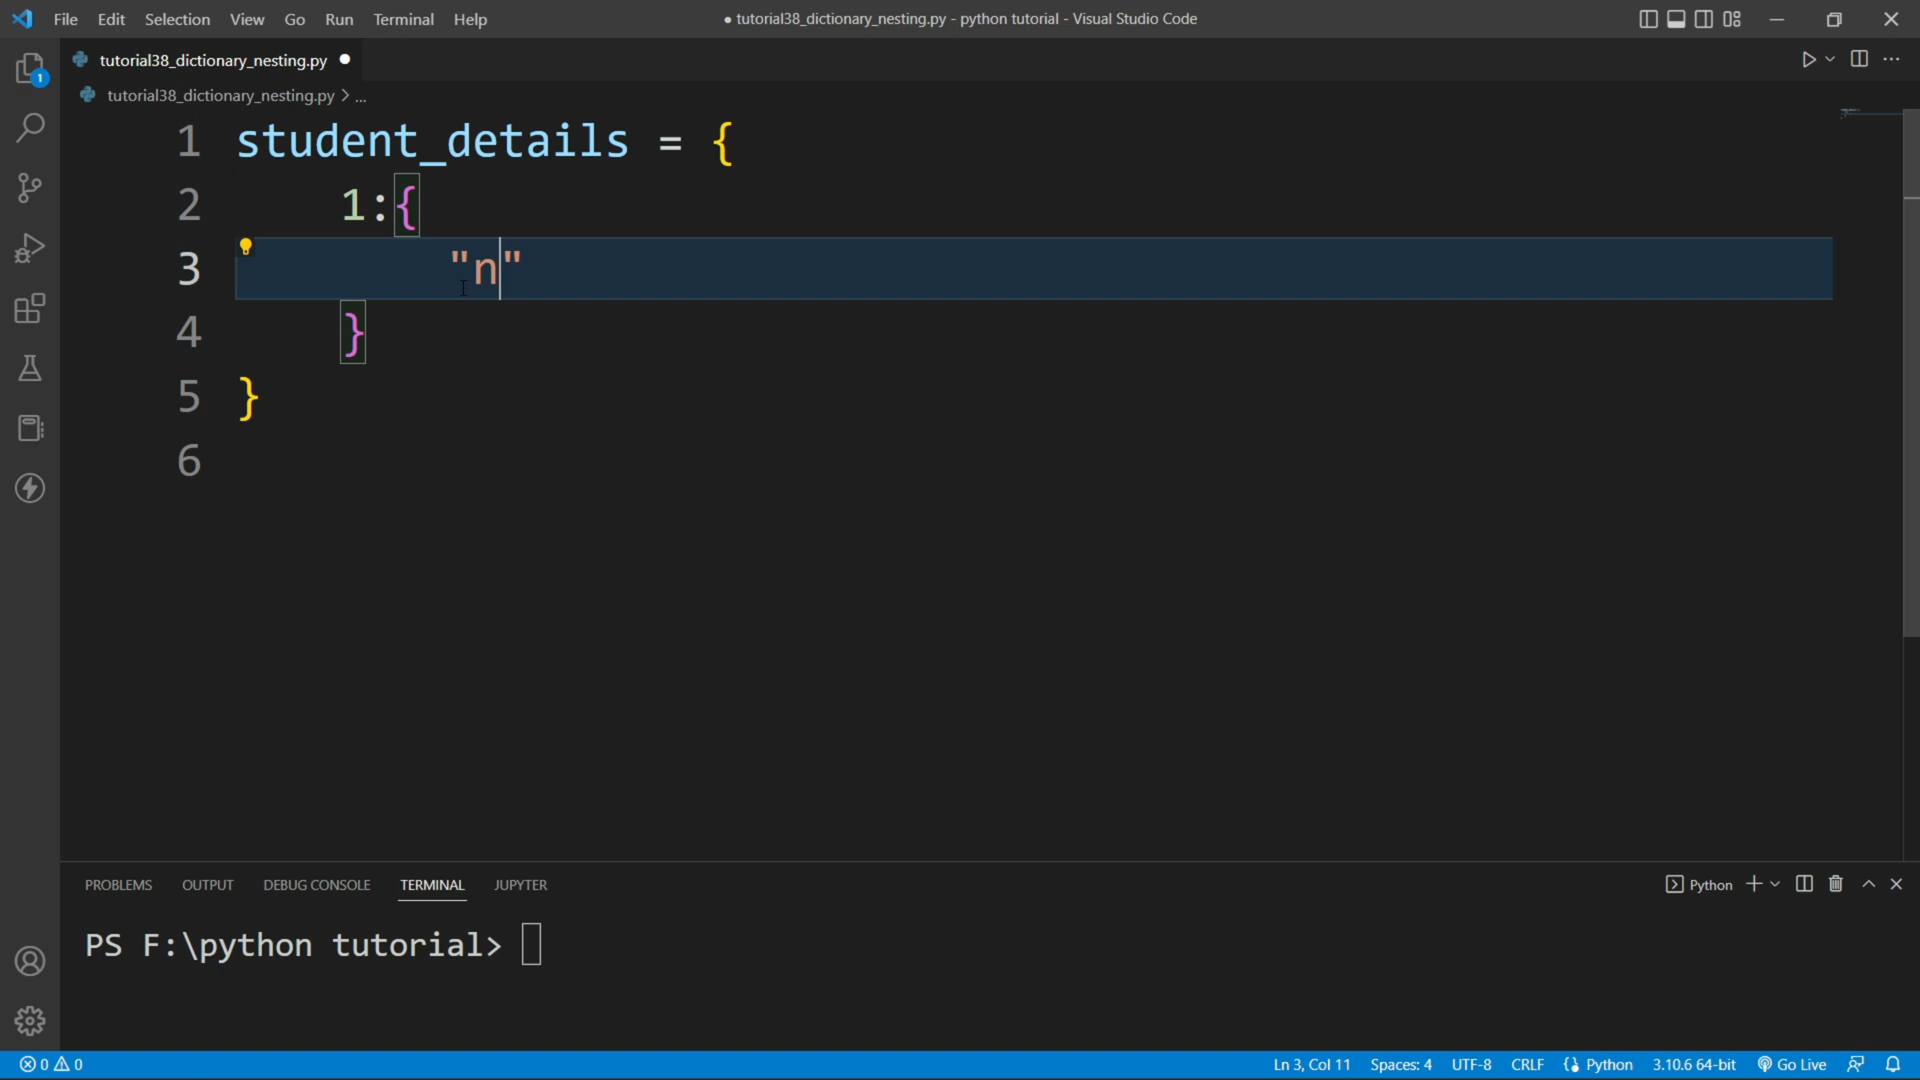 File Edit Selection View Go Run Terminal Help
● tutorial38_dictionary_nesting.py - python tutorial - Visual Studio Code
tutorial38_dictionary_nesting.py ●
tutorial38_dictionary_nesting.py > ...
1 student_details = {
2 1:{
3 "n"
4 }
5 }
6
1
PROBLEMS OUTPUT DEBUG CONSOLE TERMINAL JUPYTER
Python
PS F:\python tutorial>
0 0
Ln 3, Col 11 Spaces: 4 UTF-8 CRLF Python 3.10.6 64-bit Go Live